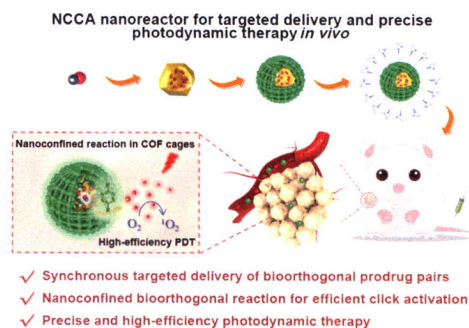 NCCA nanoreactor for targeted delivery and precise
photodynamic therapy in vivo
Nanoconfined reaction in COF cages
O₂
¹O₂
High-efficiency PDT
✓ Synchronous targeted delivery of bioorthogonal prodrug pairs
✓ Nanoconfined bioorthogonal reaction for efficient click activation
✓ Precise and high-efficiency photodynamic therapy